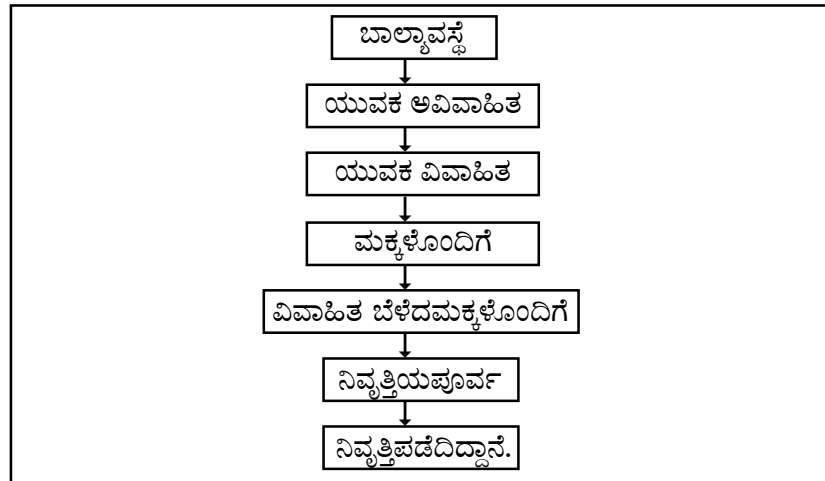 ಬಾಲ್ಯಾವಸ್ಥೆ
ಯುವಕ ಅವಿವಾಹಿತ
ಯುವಕ ವಿವಾಹಿತ
ಮಕ್ಕಳೊಂದಿಗೆ
ವಿವಾಹಿತ ಬೆಳೆದಮಕ್ಕಳೊಂದಿಗೆ
ನಿವೃತ್ತಿಯಪೂರ್ವ
ನಿವೃತ್ತಿಪಡೆದಿದ್ದಾನೆ.